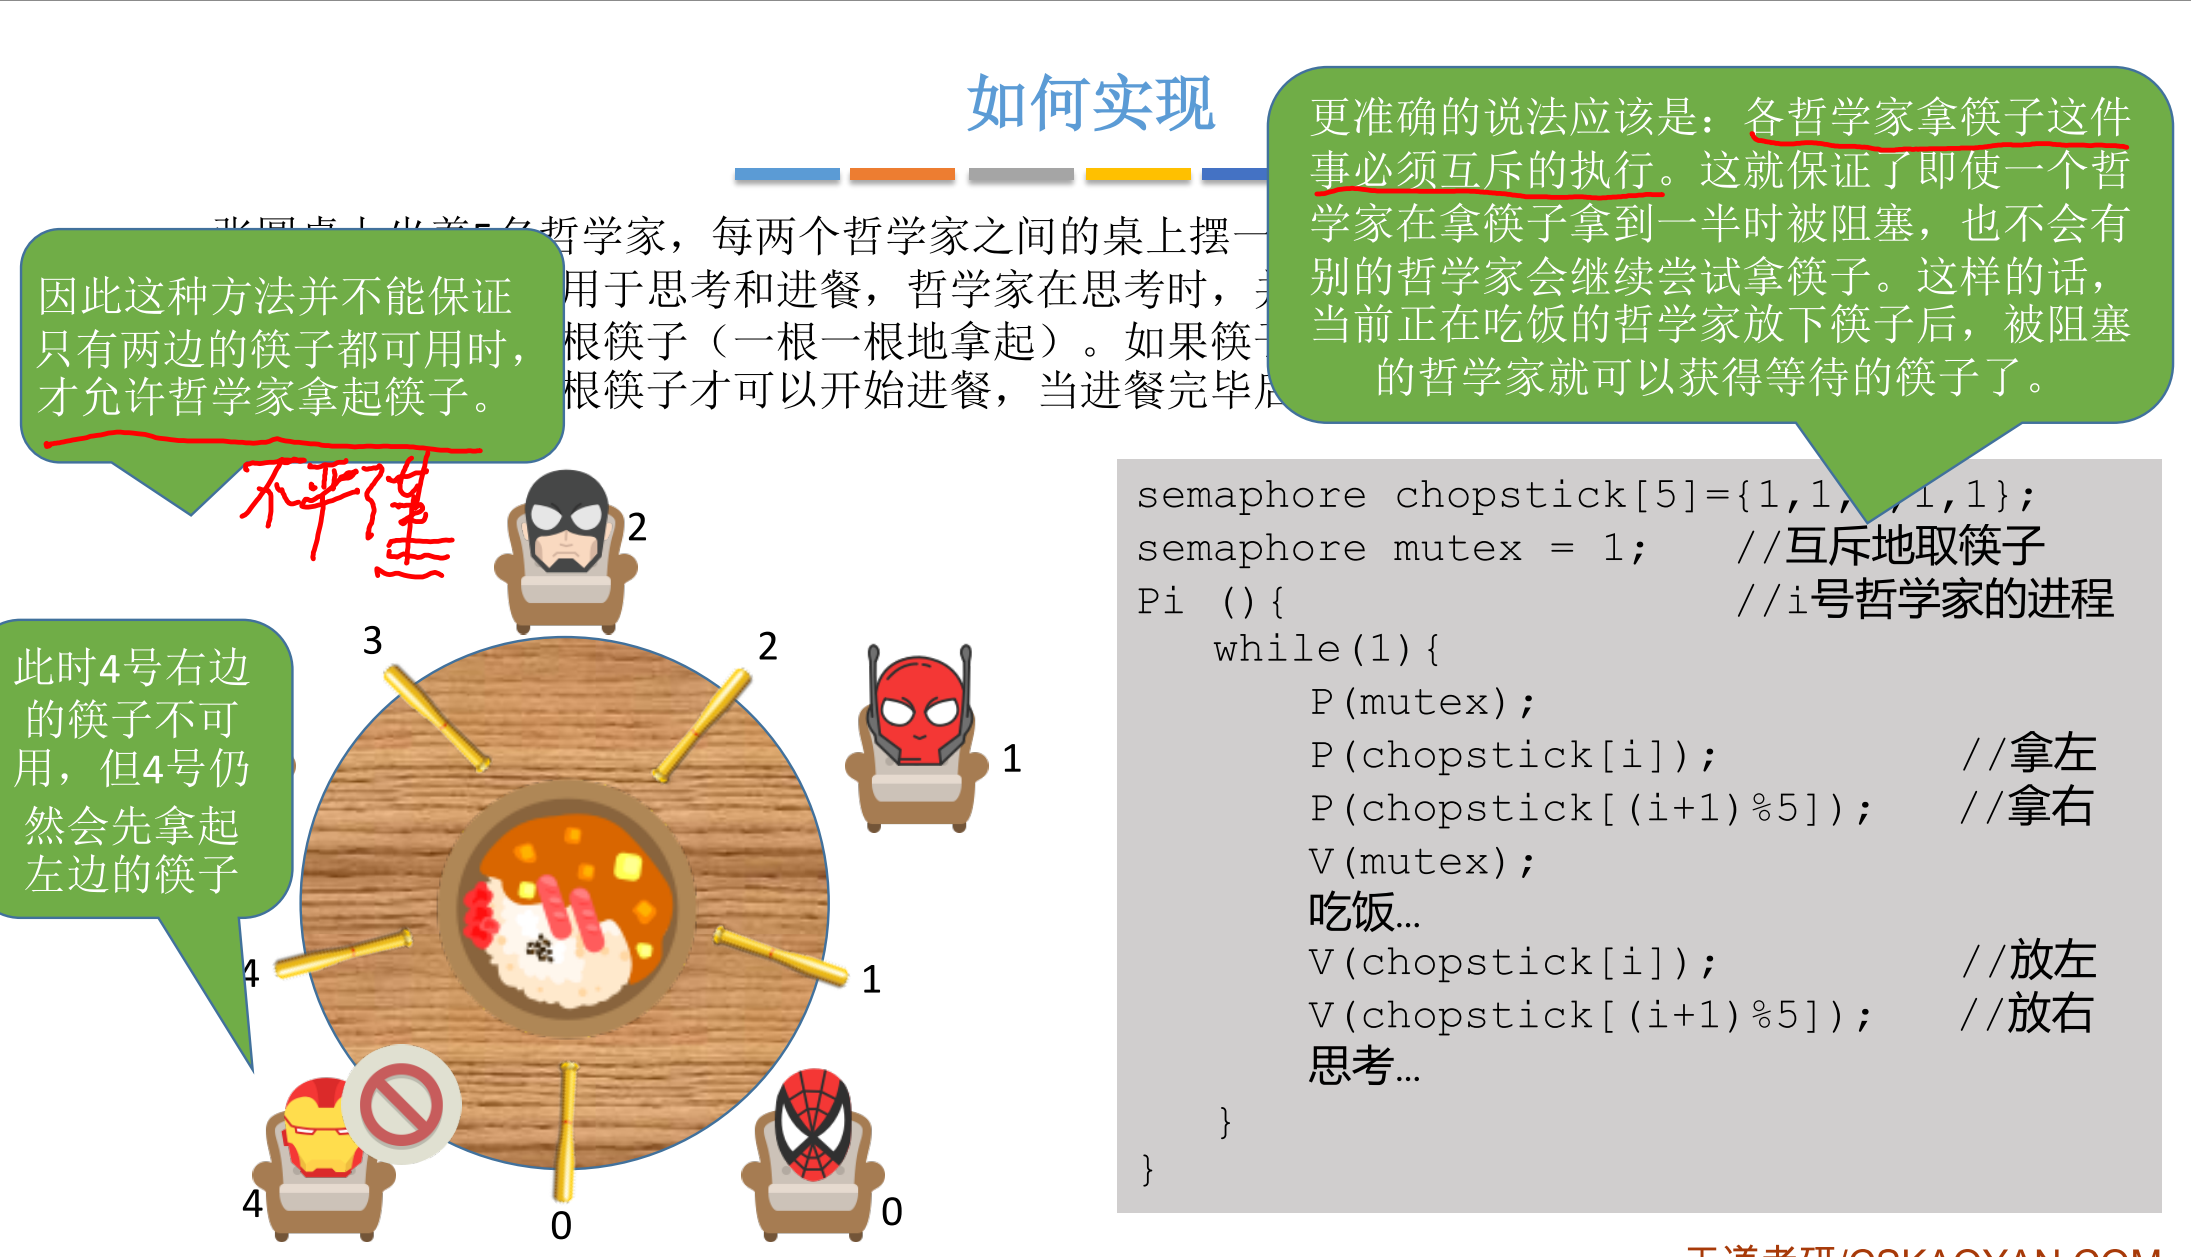 如何实现
哲学家，每两个哲学家之间的桌上摆一
用于思考和进餐，哲学家在思考时，
根筷子（一根一根地拿起）。如果筷
根筷子才可以开始进餐，当进餐完毕
更准确的说法应该是：各哲学家拿筷子这件
事必须互斥的执行。这就保证了即使一个哲
学家在拿筷子拿到一半时被阻塞，也不会有
别的哲学家会继续尝试拿筷子。这样的话，
当前正在吃饭的哲学家放下筷子后，被阻塞
的哲学家就可以获得等待的筷子了。
因此这种方法并不能保证
只有两边的筷子都可用时，
才允许哲学家拿起筷子。
不严谨
此时4号右边
的筷子不可
用，但4号仍
然会先拿起
左边的筷子
2
3
2
1
4
1
4
0
0
semaphore chopstick[5]={1,1, ,1,1};
semaphore mutex = 1; //互斥地取筷子
Pi (){ //i号哲学家的进程
while(1){
P(mutex);
P(chopstick[i]); //拿左
P(chopstick[(i+1)%5]); //拿右
V(mutex);
吃饭…
V(chopstick[i]); //放左
V(chopstick[(i+1)%5]); //放右
思考…
}
}
王道考研/CSKAOYAN.COM